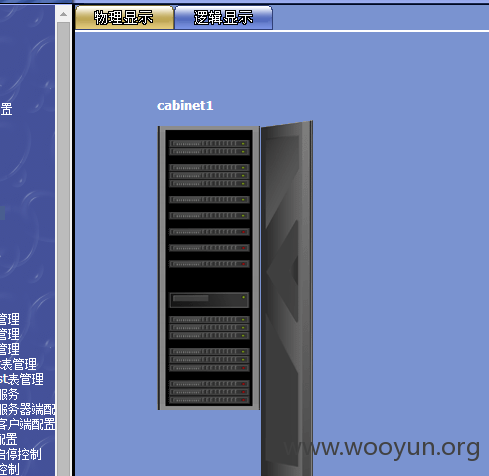 物理显示
逻辑显示
cabinet1
置
管理
管理
管理
t表管理
st表管理
服务
服务器端配
客户端配置
配置
启停控制
控制
www.wooyun.org